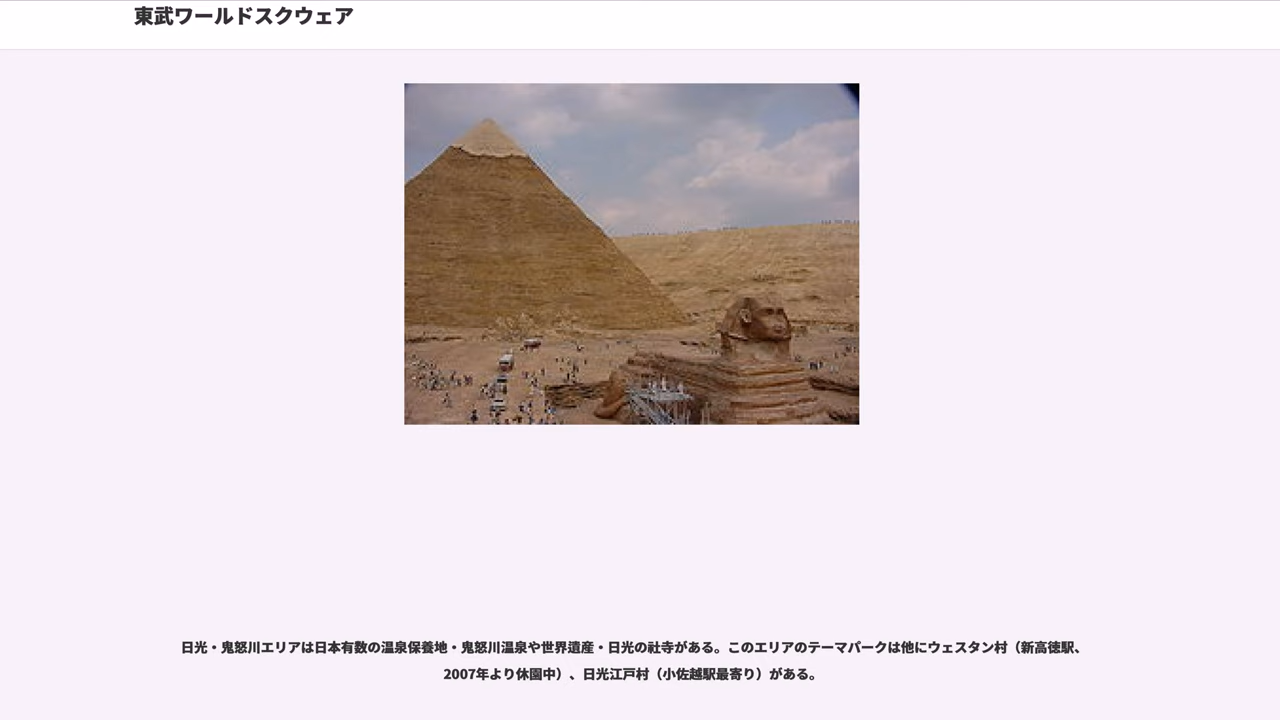 東武ワールドスクウェア
日光・鬼怒川エリアは日本有数の温泉保養地・鬼怒川温泉や世界遺産・日光の社寺がある。このエリアのテーマパークは他にウェスタン村（新高徳駅、
2007年より休園中）、日光江戸村（小佐越駅最寄り）がある。